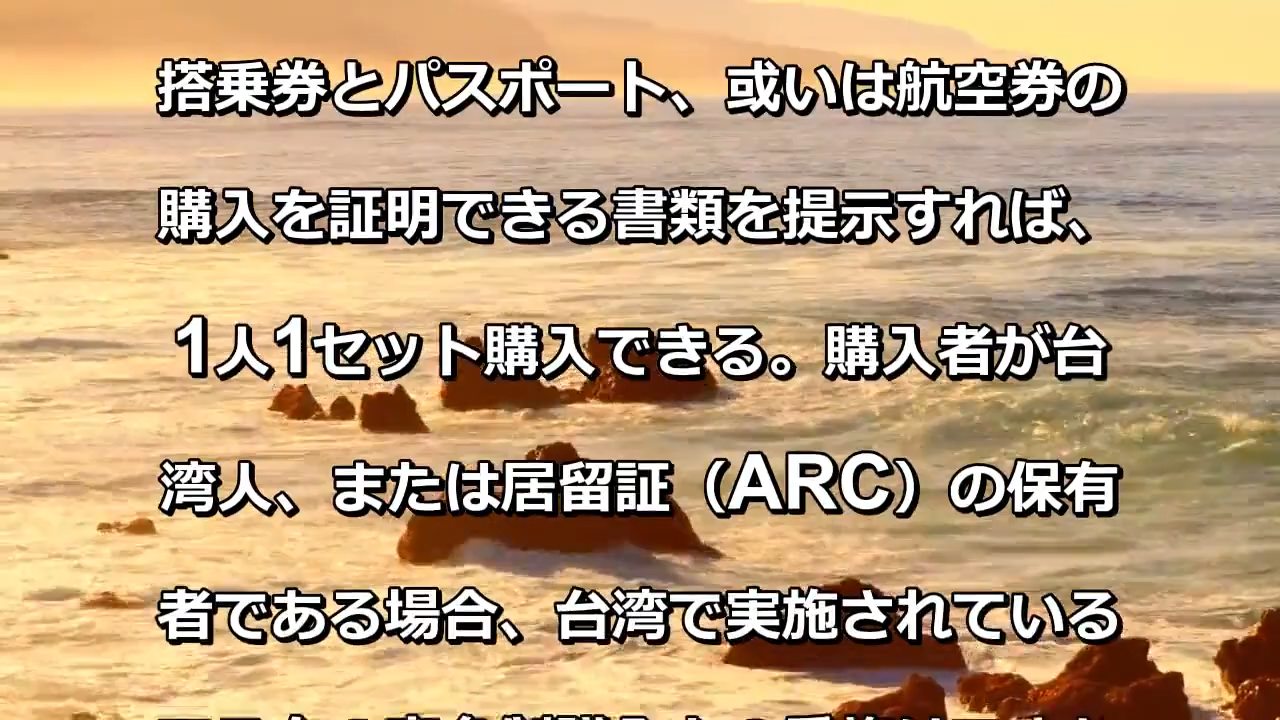 搭乗券とパスポート、或いは航空券の
購入を証明できる書類を提示すれば、
1人1セット購入できる。購入者が台
湾人、または居留証（ARC）の保有
者である場合、台湾で実施されている